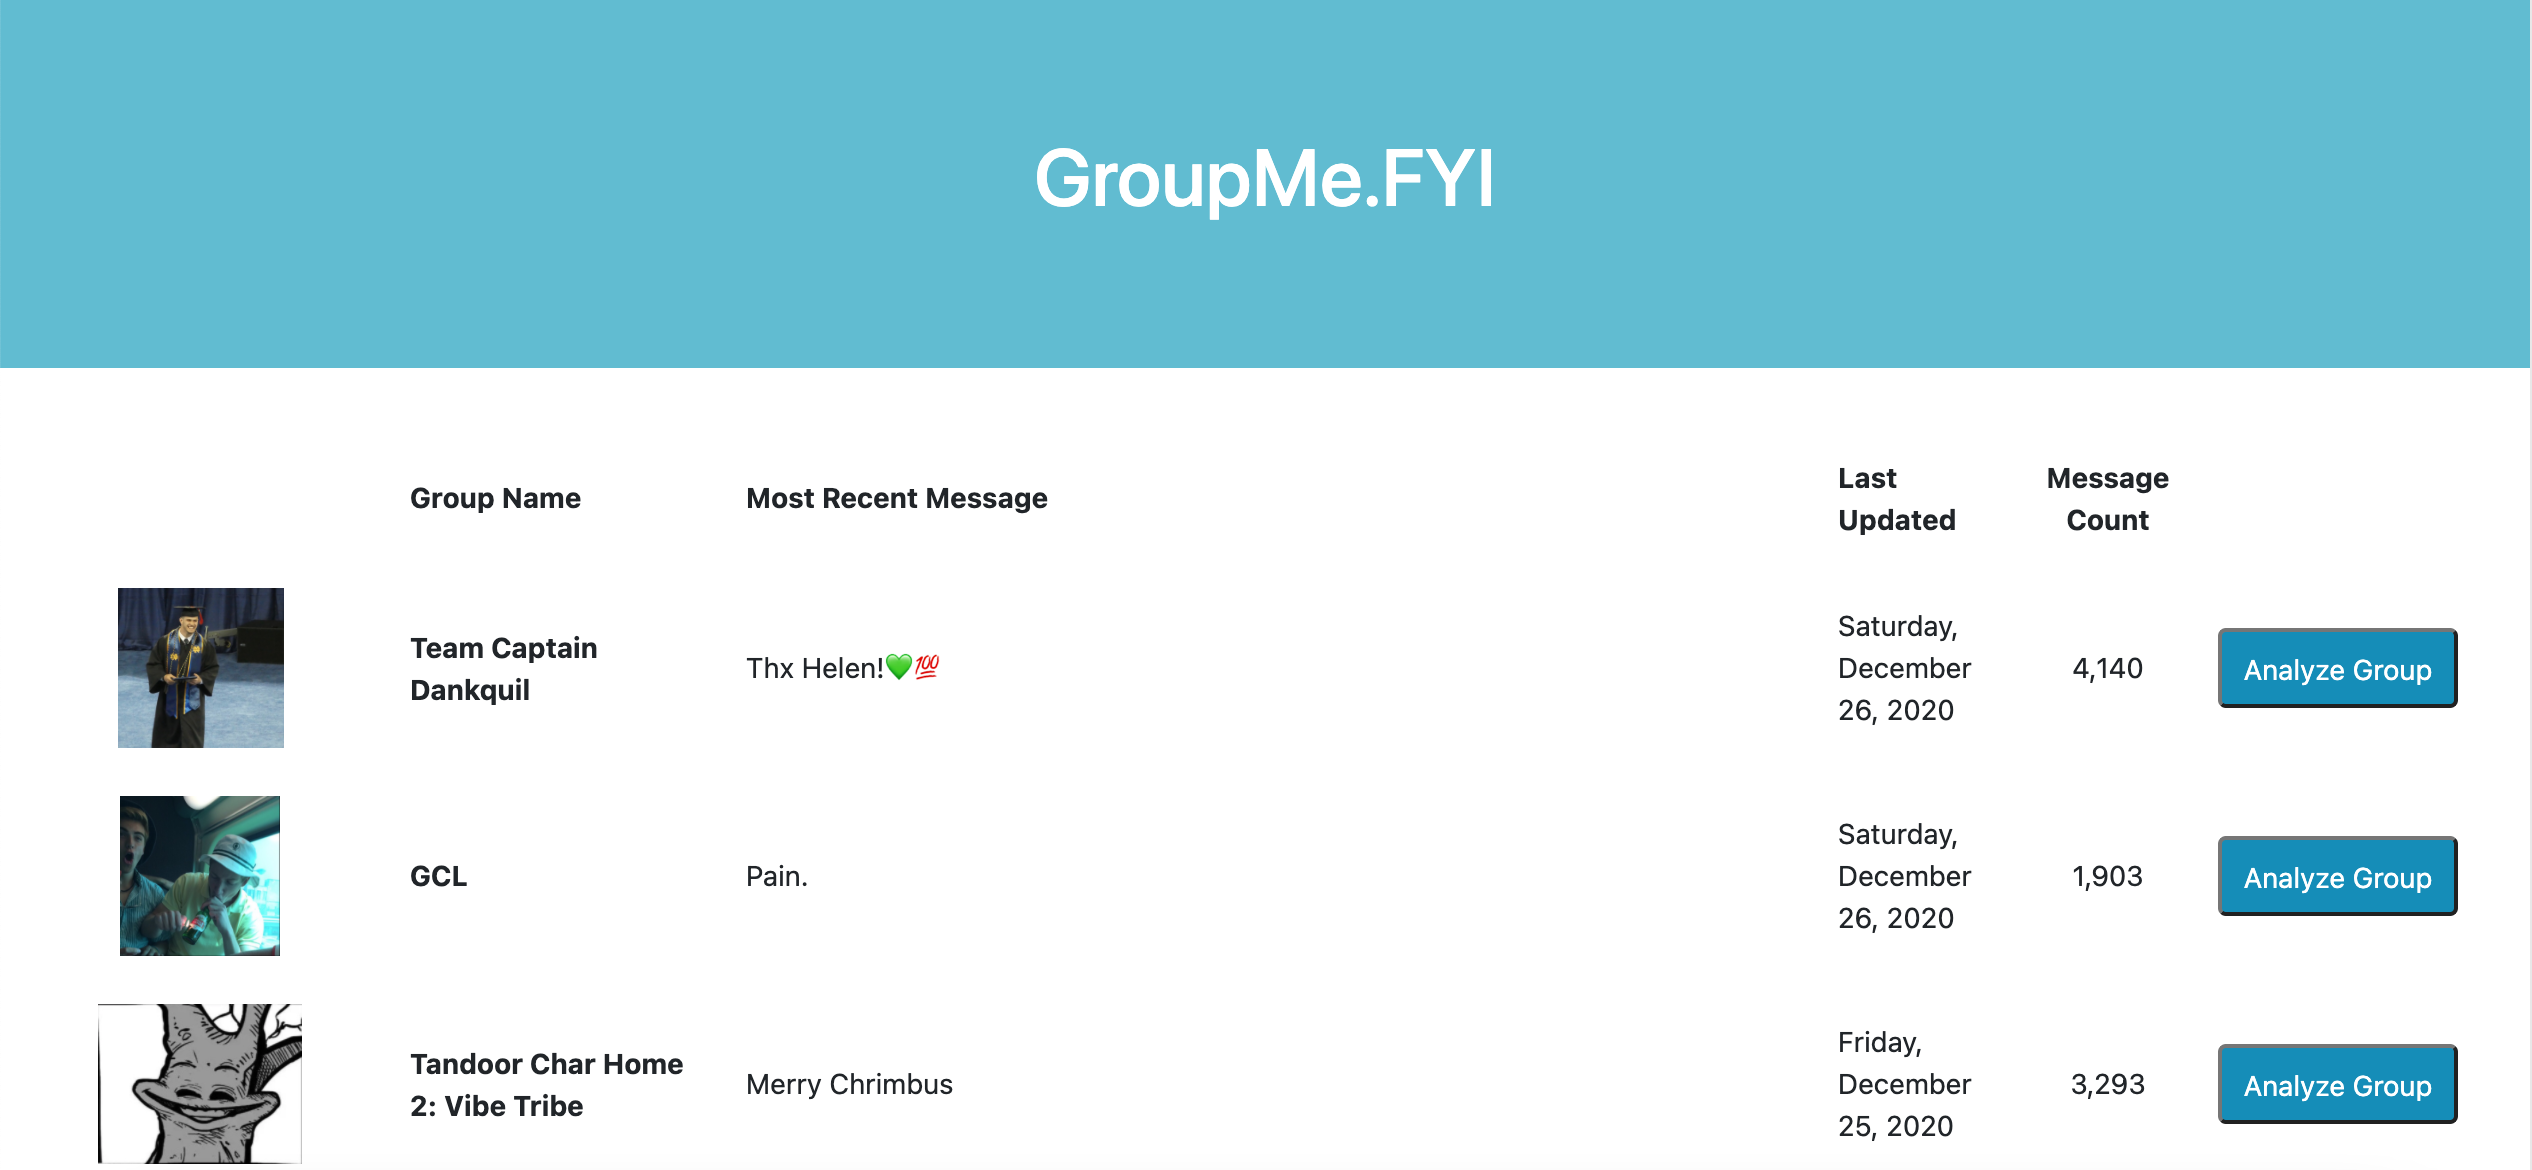 GroupMe.FYI
Group Name
Most Recent Message
Last
Updated
Message
Count
Team Captain
Dankquil
Thx Helen!💚💯
Saturday,
December
26, 2020
4,140
Analyze Group
GCL
Pain.
Saturday,
December
26, 2020
1,903
Analyze Group
Tandoor Char Home
2: Vibe Tribe
Merry Chrimbus
Friday,
December
25, 2020
3,293
Analyze Group